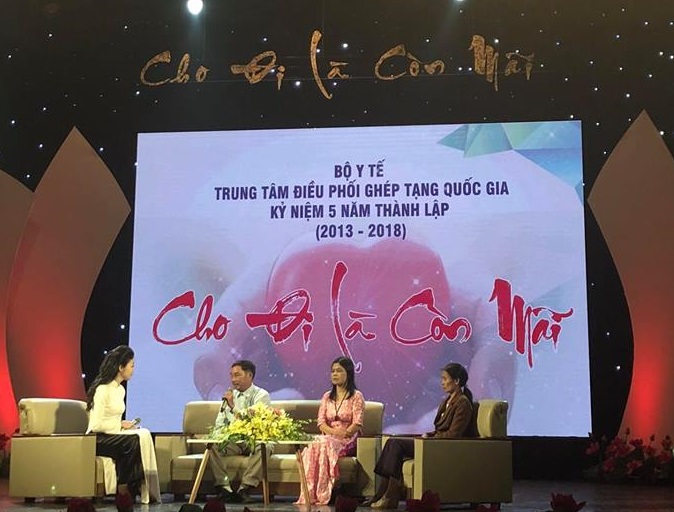 Cho Đi Là Còn Mãi
BỘ Y TẾ
TRUNG TÂM ĐIỀU PHỐI GHÉP TẠNG QUỐC GIA
KỶ NIỆM 5 NĂM THÀNH LẬP
(2013 - 2018)
Cho Đi Là Còn Mãi